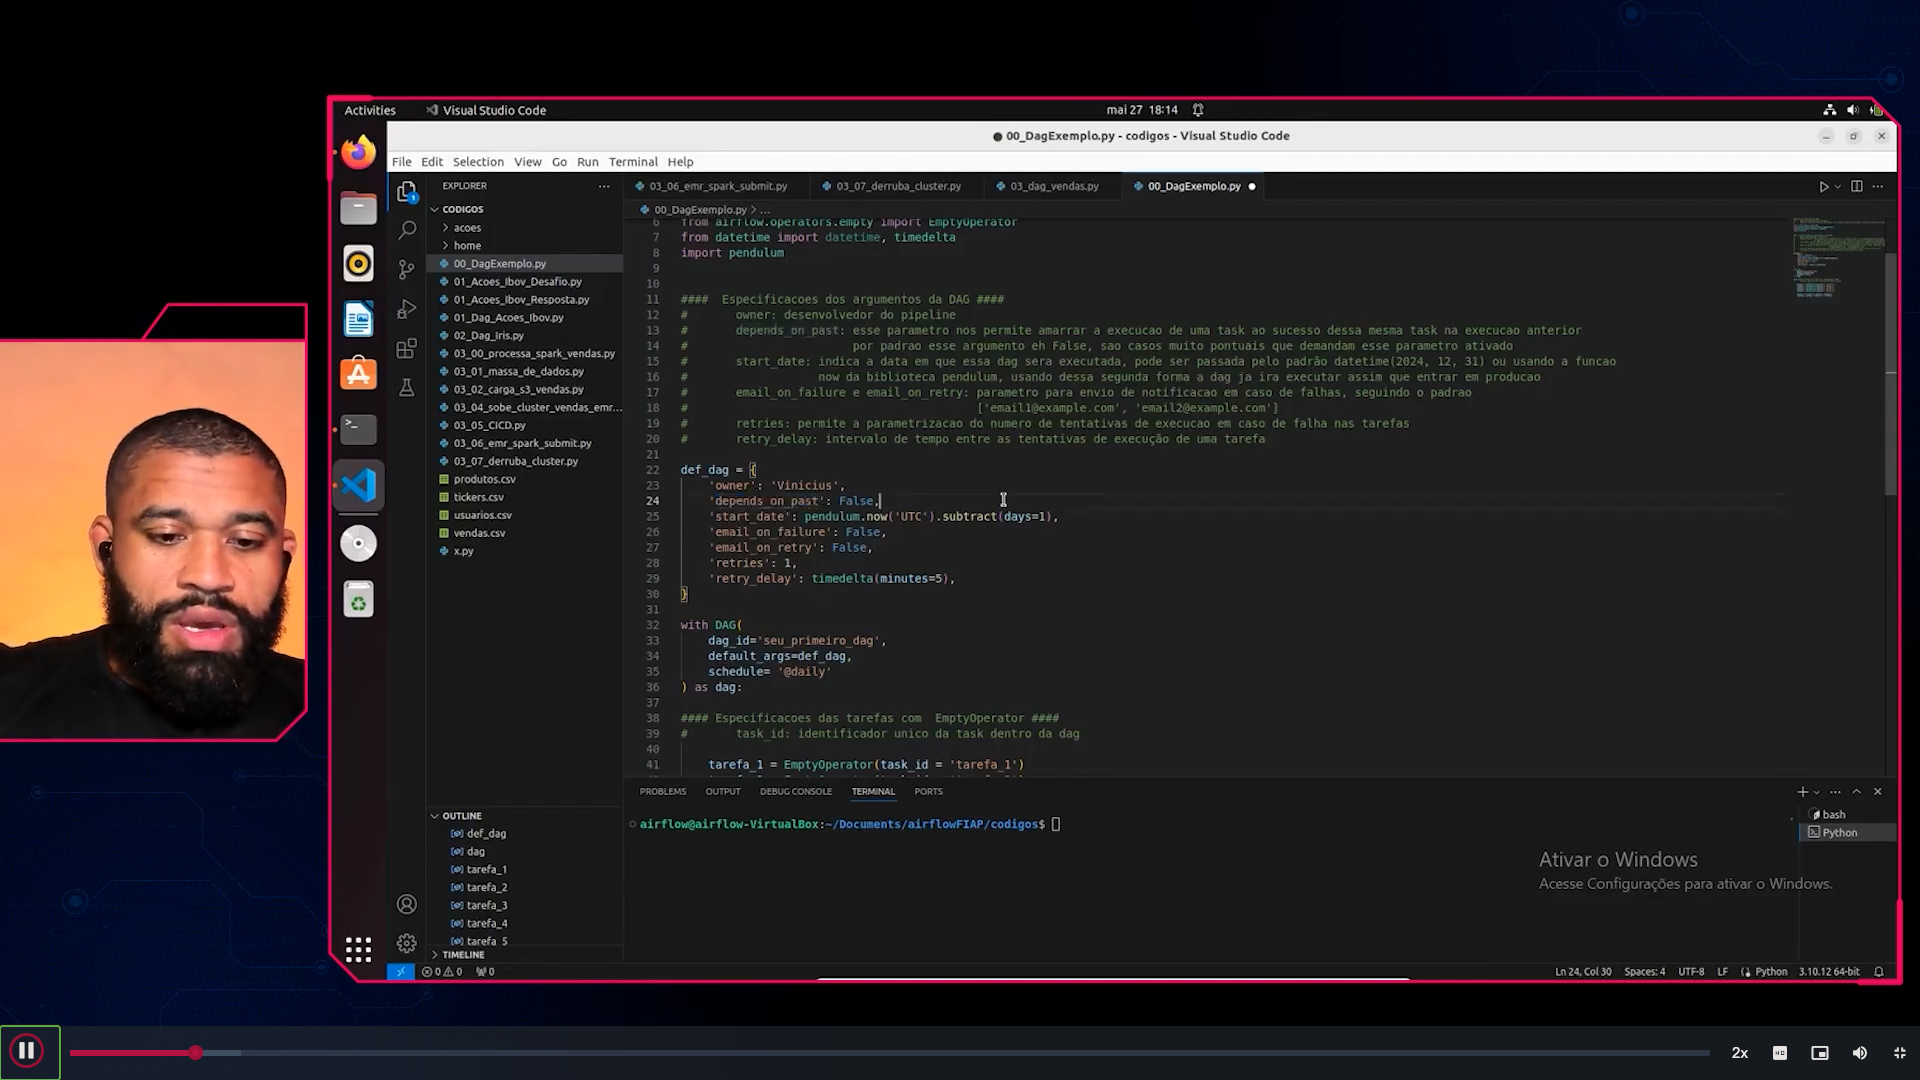 Activities
Visual Studio Code
mai 27 18:14
00_DagExemplo.py - codigos - Visual Studio Code
File Edit Selection View Go Run Terminal Help
EXPLORER
03_06_emr_spark_submit.py
03_07_derruba_cluster.py
03_dag_vendas.py
00_DagExemplo.py
CODIGOS
acoes
home
00_DagExemplo.py
01_Acoes_Ibov_Desafio.py
01_Acoes_Ibov_Resposta.py
01_Dag_Acoes_Ibov.py
02_Dag_Iris.py
03_00_processa_spark_vendas.py
03_01_massa_de_dados.py
03_02_carga_s3_vendas.py
03_04_sobe_cluster_vendas_emr...
03_05_CICD.py
03_06_emr_spark_submit.py
03_07_derruba_cluster.py
produtos.csv
tickers.csv
usuarios.csv
vendas.csv
x.py
00_DagExemplo.py > ...
6 from airflow.operators.empty import EmptyOperator
7 from datetime import datetime, timedelta
8 import pendulum
9
10
11 #### Especificacoes dos argumentos da DAG ####
12 # owner: desenvolvedor do pipeline
13 # depends_on_past: esse parametro nos permite amarrar a execucao de uma task ao sucesso dessa mesma task na execucao anterior
14 # por padrao esse argumento eh False, sao casos muito pontuais que demandam esse parametro ativado
15 # start_date: indica a data em que essa dag sera executada, pode ser passada pelo padrão datetime(2024, 12, 31) ou usando a funcao
16 # now da biblioteca pendulum, usando dessa segunda forma a dag ja ira executar assim que entrar em producao
17 # email_on_failure e email_on_retry: parametro para envio de notificacao em caso de falhas, seguindo o padrao
18 # ['email1@example.com', 'email2@example.com']
19 # retries: permite a parametrizacao do numero de tentativas de execucao em caso de falha nas tarefas
20 # retry_delay: intervalo de tempo entre as tentativas de execução de uma tarefa
21
22 def_dag = {
23 'owner': 'Vinicius',
24 'depends_on_past': False,
25 'start_date': pendulum.now('UTC').subtract(days=1),
26 'email_on_failure': False,
27 'email_on_retry': False,
28 'retries': 1,
29 'retry_delay': timedelta(minutes=5),
30 }
31
32 with DAG(
33 dag_id='seu_primeiro_dag',
34 default_args=def_dag,
35 schedule= '@daily'
36 ) as dag:
37
38 #### Especificacoes das tarefas com EmptyOperator ####
39 # task_id: identificador unico da task dentro da dag
40
41 tarefa_1 = EmptyOperator(task_id = 'tarefa_1')
PROBLEMS OUTPUT DEBUG CONSOLE TERMINAL PORTS
airflow@airflow-VirtualBox:~/Documents/airflowFIAP/codigos$
bash
Python
OUTLINE
def_dag
dag
tarefa_1
tarefa_2
tarefa_3
tarefa_4
tarefa_5
TIMELINE
Ativar o Windows
Acesse Configurações para ativar o Windows.
0 0 0
Ln 24, Col 30 Spaces: 4 UTF-8 LF Python 3.10.12 64-bit
2x